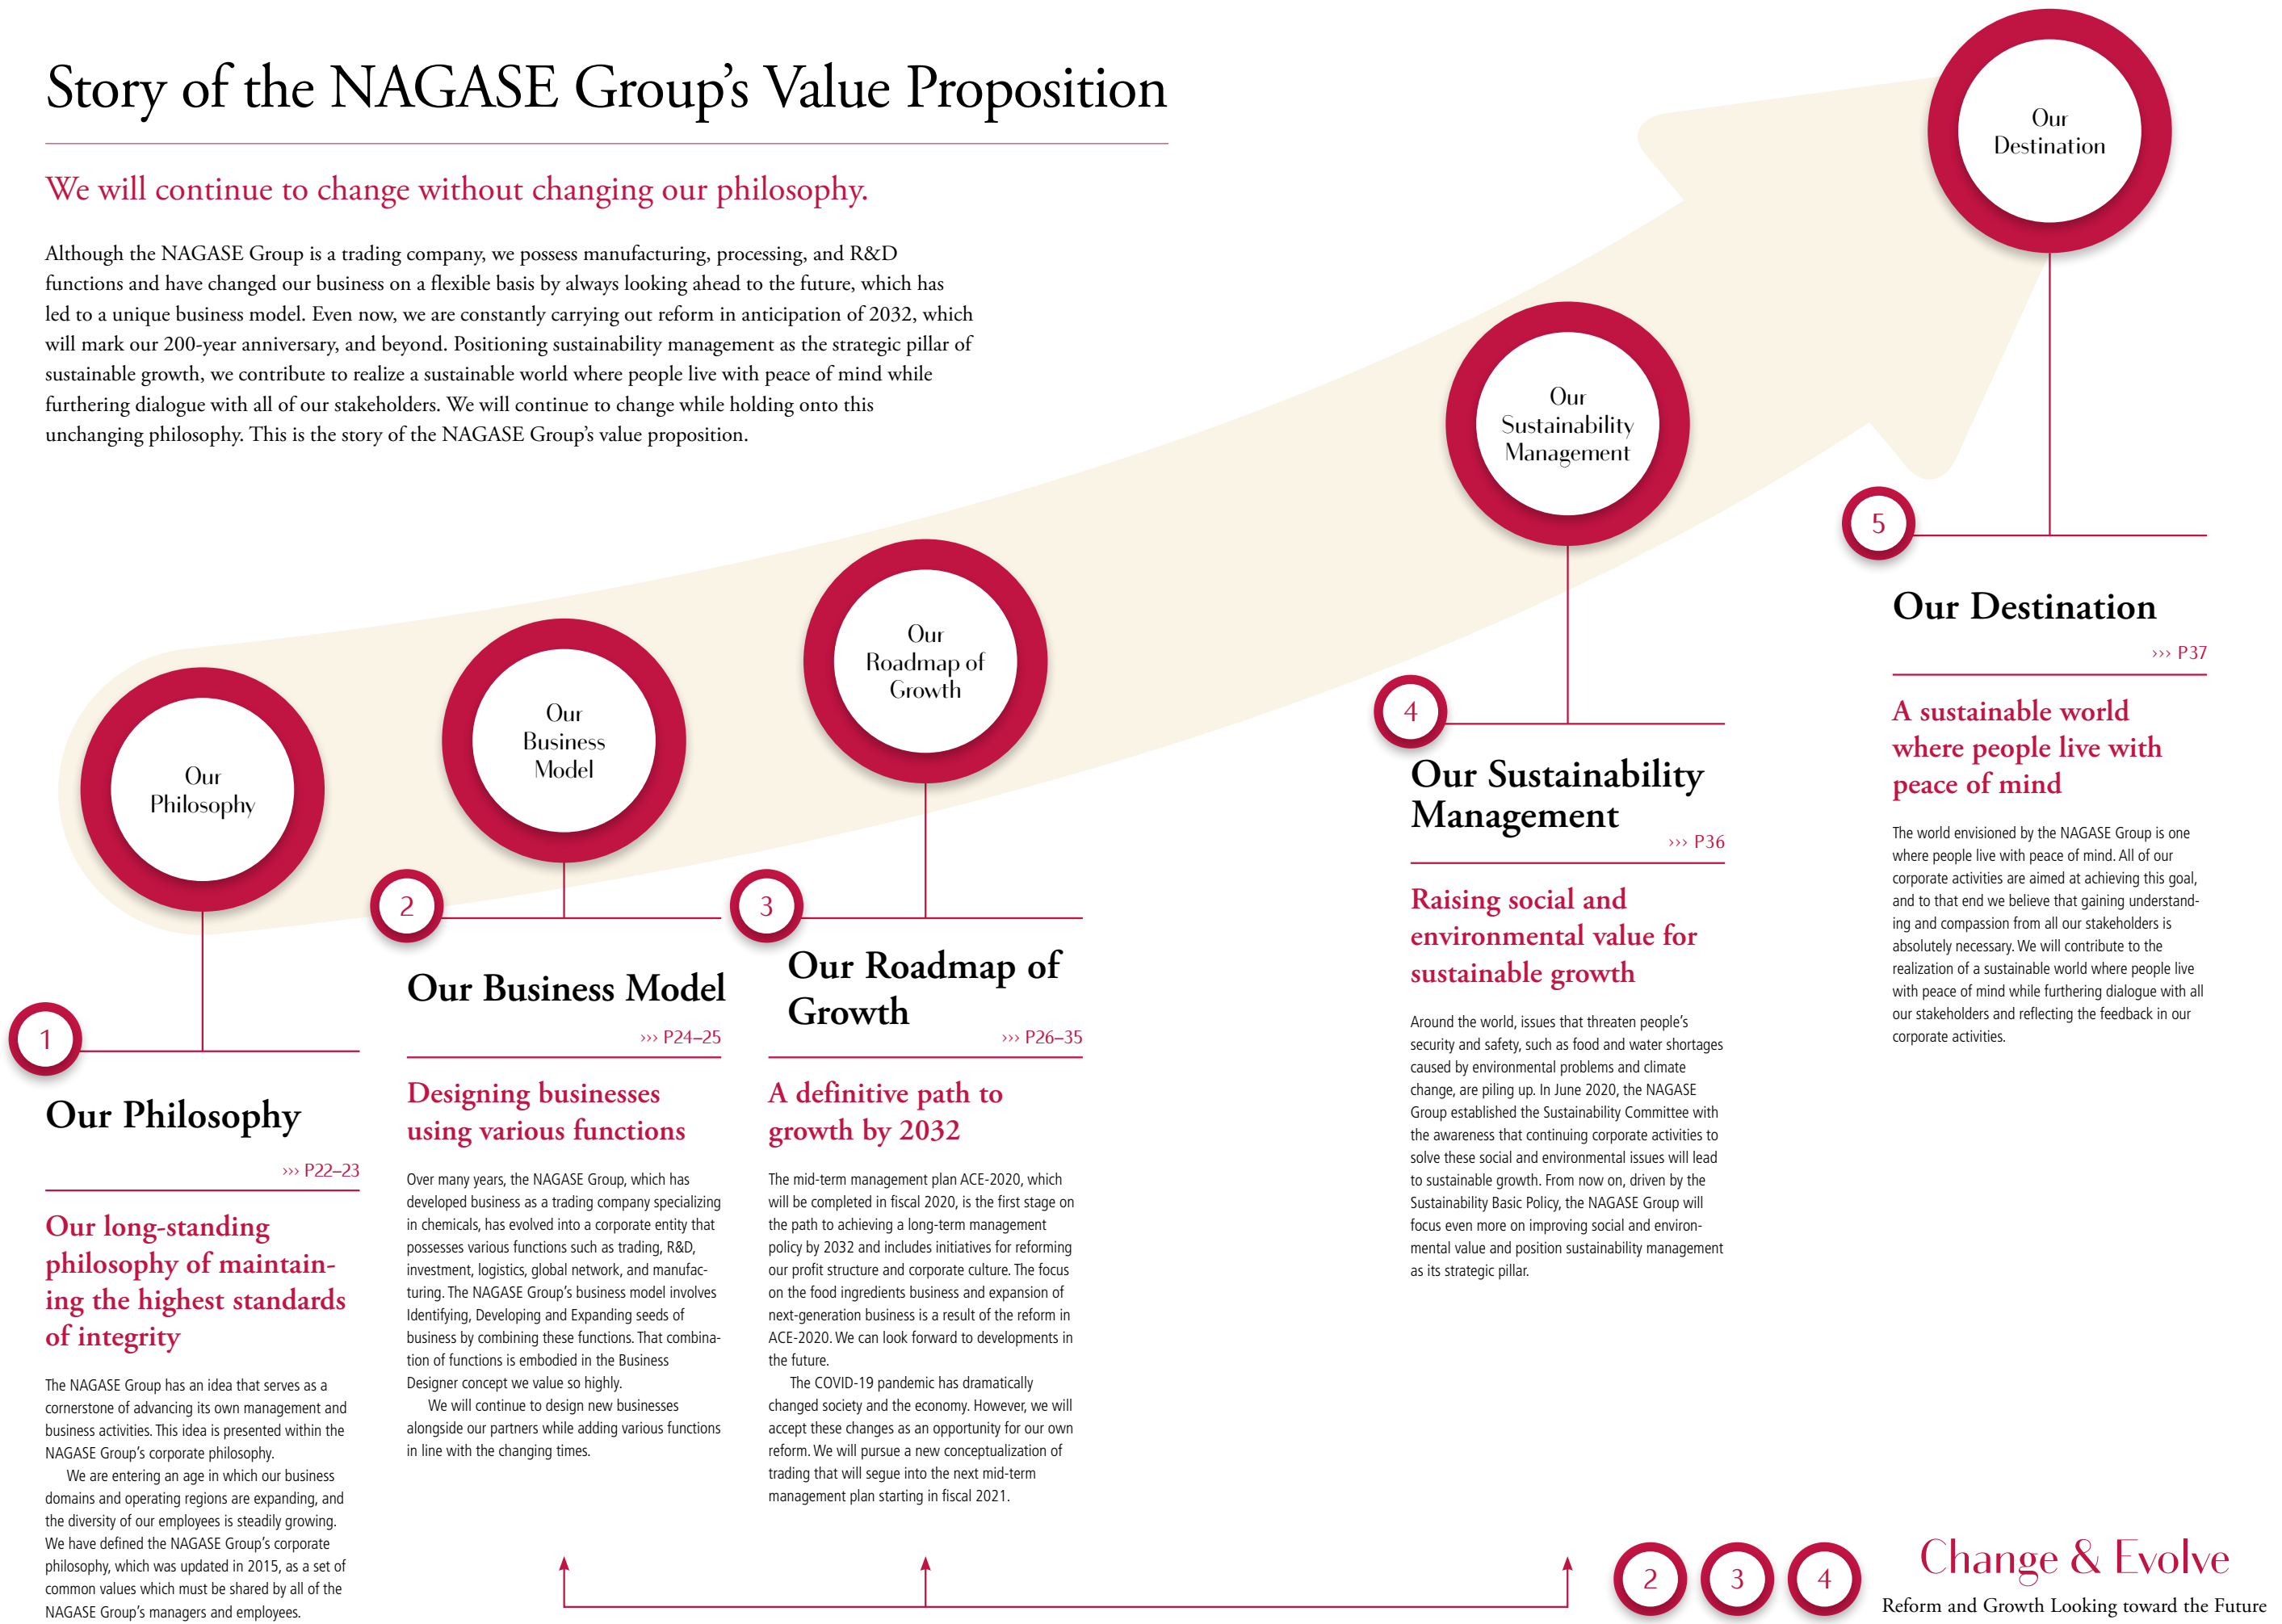 Story of the NAGASE Group's Value Proposition
We will continue to change without changing our philosophy.
Although the NAGASE Group is a trading company, we possess manufacturing, processing, and R&D
functions and have changed our business on a flexible basis by always looking ahead to the future, which has
led to a unique business model. Even now, we are constantly carrying out reform in anticipation of 2032, which
will mark our 200-year anniversary, and beyond. Positioning sustainability management as the strategic pillar of
sustainable growth, we contribute to realize a sustainable world where people live with peace of mind while
furthering dialogue with all of our stakeholders. We will continue to change while holding onto this
unchanging philosophy. This is the story of the NAGASE Group's value proposition.
Our
Philosophy
1
Our Philosophy
››› P22–23
Our long-standing
philosophy of maintain-
ing the highest standards
of integrity
The NAGASE Group has an idea that serves as a
cornerstone of advancing its own management and
business activities. This idea is presented within the
NAGASE Group's corporate philosophy.
We are entering an age in which our business
domains and operating regions are expanding, and
the diversity of our employees is steadily growing.
We have defined the NAGASE Group's corporate
philosophy, which was updated in 2015, as a set of
common values which must be shared by all of the
NAGASE Group's managers and employees.
Our
Business
Model
2
Our Business Model
››› P24–25
Designing businesses
using various functions
Over many years, the NAGASE Group, which has
developed business as a trading company specializing
in chemicals, has evolved into a corporate entity that
possesses various functions such as trading, R&D,
investment, logistics, global network, and manufac-
turing. The NAGASE Group's business model involves
Identifying, Developing and Expanding seeds of
business by combining these functions. That combina-
tion of functions is embodied in the Business
Designer concept we value so highly.
We will continue to design new businesses
alongside our partners while adding various functions
in line with the changing times.
Our
Roadmap of
Growth
3
Our Roadmap of
Growth
››› P26–35
A definitive path to
growth by 2032
The mid-term management plan ACE-2020, which
will be completed in fiscal 2020, is the first stage on
the path to achieving a long-term management
policy by 2032 and includes initiatives for reforming
our profit structure and corporate culture. The focus
on the food ingredients business and expansion of
next-generation business is a result of the reform in
ACE-2020. We can look forward to developments in
the future.
The COVID-19 pandemic has dramatically
changed society and the economy. However, we will
accept these changes as an opportunity for our own
reform. We will pursue a new conceptualization of
trading that will segue into the next mid-term
management plan starting in fiscal 2021.
Our
Sustainability
Management
4
Our Sustainability
Management
››› P36
Raising social and
environmental value for
sustainable growth
Around the world, issues that threaten people's
security and safety, such as food and water shortages
caused by environmental problems and climate
change, are piling up. In June 2020, the NAGASE
Group established the Sustainability Committee with
the awareness that continuing corporate activities to
solve these social and environmental issues will lead
to sustainable growth. From now on, driven by the
Sustainability Basic Policy, the NAGASE Group will
focus even more on improving social and environ-
mental value and position sustainability management
as its strategic pillar.
Our
Destination
5
Our Destination
››› P37
A sustainable world
where people live with
peace of mind
The world envisioned by the NAGASE Group is one
where people live with peace of mind. All of our
corporate activities are aimed at achieving this goal,
and to that end we believe that gaining understand-
ing and compassion from all our stakeholders is
absolutely necessary. We will contribute to the
realization of a sustainable world where people live
with peace of mind while furthering dialogue with all
our stakeholders and reflecting the feedback in our
corporate activities.
2 3 4 Change & Evolve
Reform and Growth Looking toward the Future